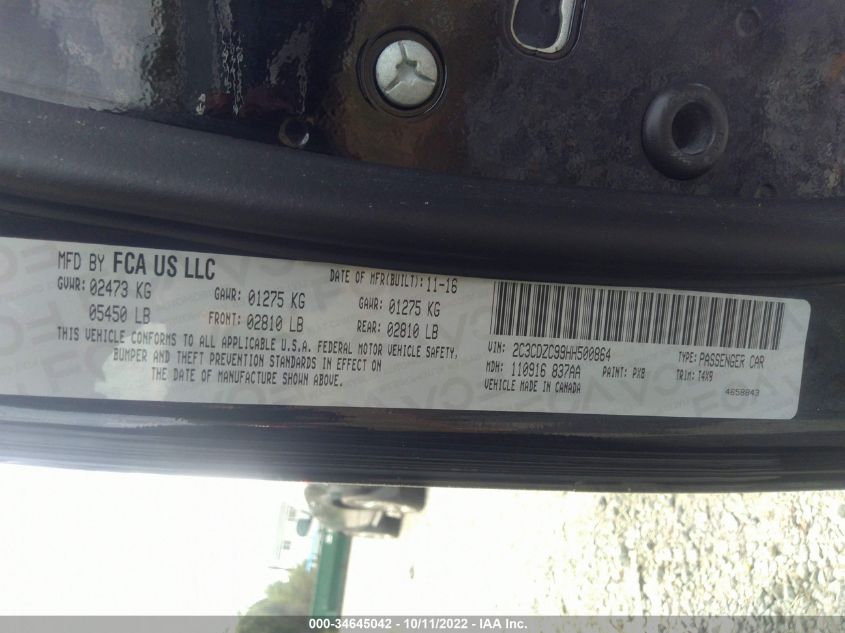 MFD BY FCA US LLC
DATE OF MFR(BUILT): 11-16
GVWR: 02473 KG
GAWR: 01275 KG
GAWR: 01275 KG
05450 LB
FRONT: 02810 LB
REAR: 02810 LB
THIS VEHICLE CONFORMS TO ALL APPLICABLE U.S.A. FEDERAL MOTOR VEHICLE SAFETY,
BUMPER AND THEFT PREVENTION STANDARDS IN EFFECT ON
THE DATE OF MANUFACTURE SHOWN ABOVE.
VIN: 2C3CDZC99HH500864
TYPE: PASSENGER CAR
MDH: 110916 837AA
PAINT: PX8
TRIM: T4X9
VEHICLE MADE IN CANADA
4658843
000-34645042 - 10/11/2022 - IAA Inc.